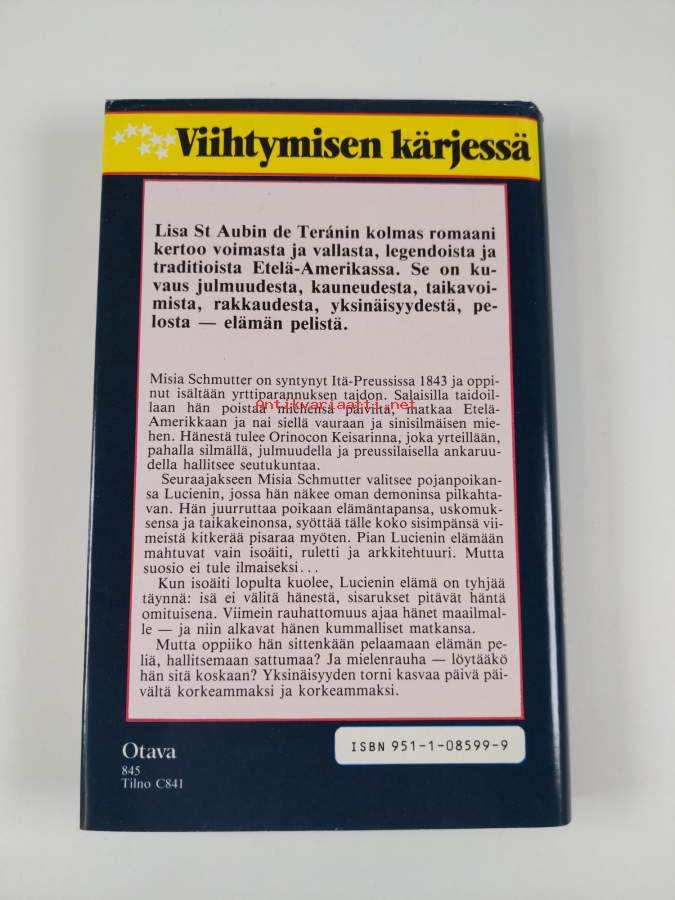 Viihtymisen kärjessä
Lisa St Aubin de Teránin kolmas romaani
kertoo voimasta ja vallasta, legendoista ja
traditioista Etelä-Amerikassa. Se on ku-
vaus julmuudesta, kauneudesta, taikavoi-
mista, rakkaudesta, yksinäisyydestä, pe-
losta — elämän pelistä.
Misia Schmutter on syntynyt Itä-Preussissa 1843 ja oppi-
nut isältään yrttiparannuksen taidon. Salaisilla taidoil-
laan hän poistaa miehensä päiviltä, matkaa Etelä-
Antikvariaatti.net
Amerikkaan ja nai siellä vauraan ja sinisilmäisen mie-
hen. Hänestä tulee Orinocon Keisarinna, joka yrteillään,
pahalla silmällä, julmuudella ja preussilaisella ankaruu-
della hallitsee seutukuntaa.
Seuraajakseen Misia Schmutter valitsee pojanpoikan-
sa Lucienin, jossa hän näkee oman demoninsa pilkahta-
van. Hän juurruttaa poikaan elämäntapansa, uskomuk-
sensa ja taikakeinonsa, syöttää tälle koko sisimpänsä vii-
meistä kitkerää pisaraa myöten. Pian Lucienin elämään
mahtuvat vain isoäiti, ruletti ja arkkitehtuuri. Mutta
suosio ei tule ilmaiseksi...
Kun isoäiti lopulta kuolee, Lucienin elämä on tyhjää
täynnä: isä ei välitä hänestä, sisarukset pitävät häntä
omituisena. Viimein rauhattomuus ajaa hänet maailmal-
le — ja niin alkavat hänen kummalliset matkansa.
Mutta oppiiko hän sittenkään pelaamaan elämän pe-
liä, hallitsemaan sattumaa? Ja mielenrauha — löytääkö
hän sitä koskaan? Yksinäisyyden torni kasvaa päivä päi-
vältä korkeammaksi ja korkeammaksi.
Otava
845
Tilno C841
ISBN 951-1-08599-9